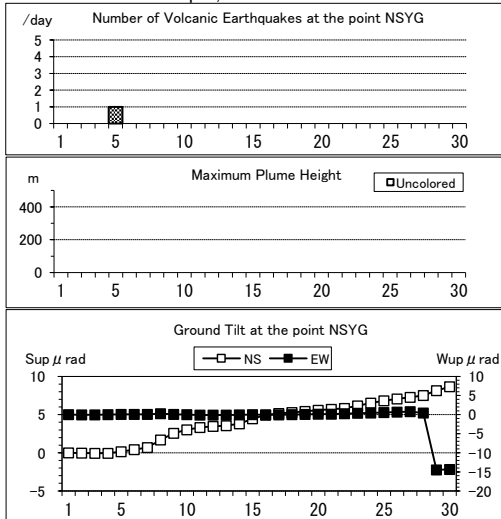 Number of Volcanic Earthquakes at the point NSYG
/day
5
4
3
2
1
0
1 5 10 15 20 25 30
Maximum Plume Height
m
Uncolored
400
200
0
1 5 10 15 20 25 30
Ground Tilt at the point NSYG
Sup μ rad NS EW Wup μ rad
10 10
5
5 0
-5
0 -10
-15
-5 -20
1 5 10 15 20 25 30